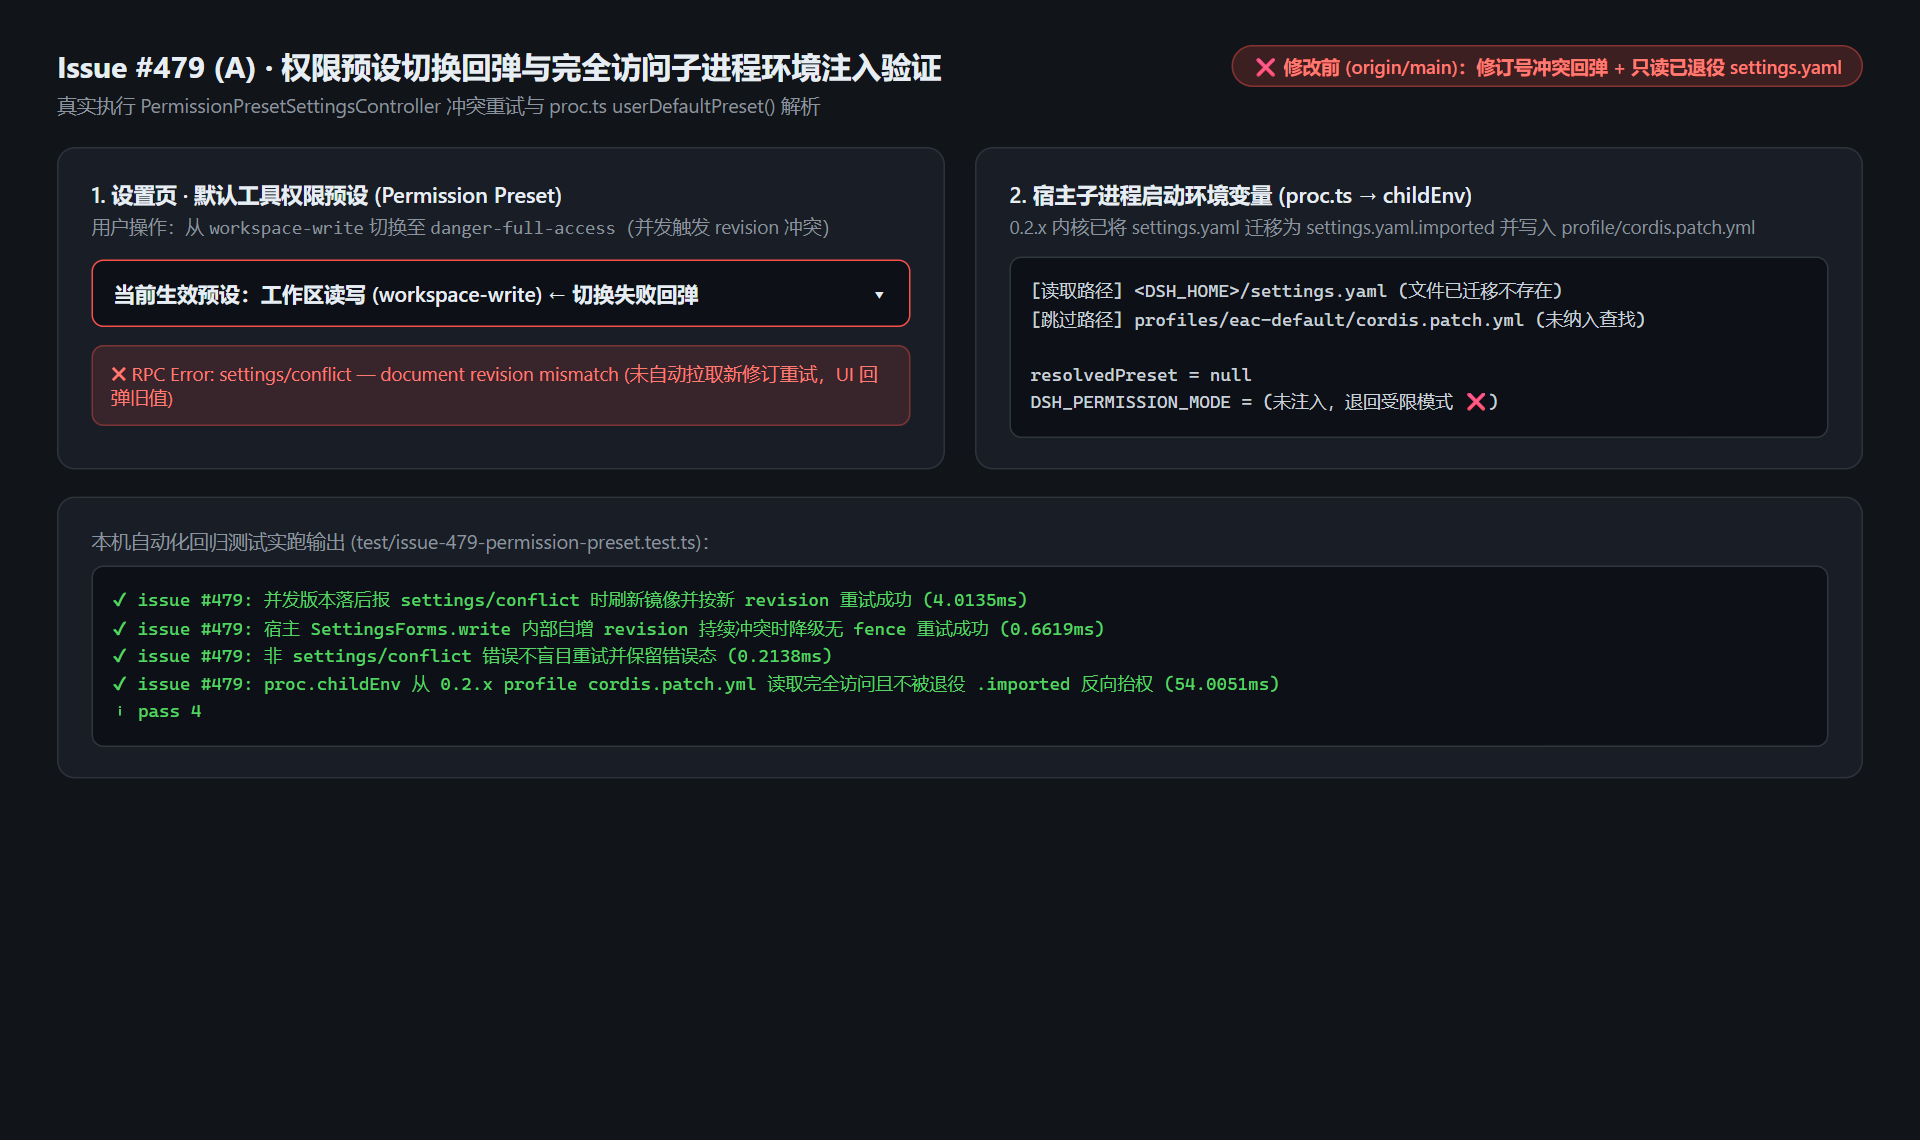 Issue #479 (A) · 权限预设切换回弹与完全访问子进程环境注入验证
真实执行 PermissionPresetSettingsController 冲突重试与 proc.ts userDefaultPreset() 解析
❌ 修改前 (origin/main)：修订号冲突回弹 + 只读已退役 settings.yaml
1. 设置页 · 默认工具权限预设 (Permission Preset)
用户操作：从 workspace-write 切换至 danger-full-access（并发触发 revision 冲突）
当前生效预设：工作区读写 (workspace-write) ← 切换失败回弹 ▼
❌ RPC Error: settings/conflict — document revision mismatch (未自动拉取新修订重试，UI 回
弹旧值)
2. 宿主子进程启动环境变量 (proc.ts → childEnv)
0.2.x 内核已将 settings.yaml 迁移为 settings.yaml.imported 并写入 profile/cordis.patch.yml
[读取路径] <DSH_HOME>/settings.yaml (文件已迁移不存在)
[跳过路径] profiles/eac-default/cordis.patch.yml (未纳入查找)
resolvedPreset = null
DSH_PERMISSION_MODE = (未注入，退回受限模式 ❌)
本机自动化回归测试实跑输出 (test/issue-479-permission-preset.test.ts)：
✓ issue #479: 并发版本落后报 settings/conflict 时刷新镜像并按新 revision 重试成功 (4.0135ms)
✓ issue #479: 宿主 SettingsForms.write 内部自增 revision 持续冲突时降级无 fence 重试成功 (0.6619ms)
✓ issue #479: 非 settings/conflict 错误不盲目重试并保留错误态 (0.2138ms)
✓ issue #479: proc.childEnv 从 0.2.x profile cordis.patch.yml 读取完全访问且不被退役 .imported 反向抬权 (54.0051ms)
ℹ pass 4